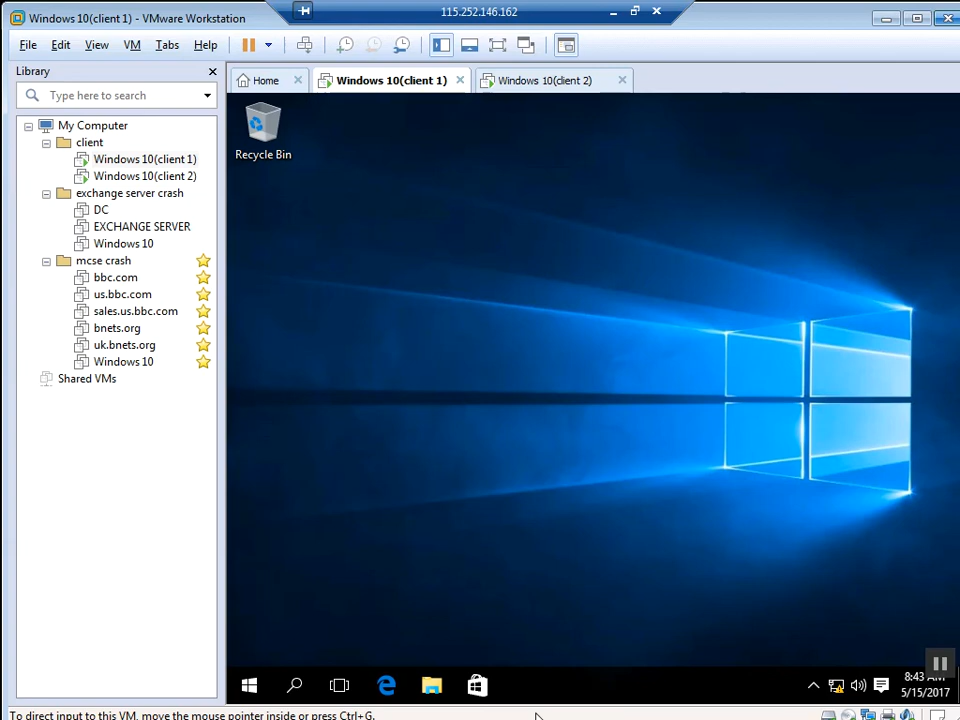 115.252.146.162
Windows 10(client 1) - VMware Workstation
File Edit View VM Tabs Help
Library
Type here to search
My Computer
client
Windows 10(client 1)
Windows 10(client 2)
exchange server crash
DC
EXCHANGE SERVER
Windows 10
mcse crash
bbc.com
us.bbc.com
sales.us.bbc.com
bnets.org
uk.bnets.org
Windows 10
Shared VMs
Home
Windows 10(client 1)
Windows 10(client 2)
Recycle Bin
8:43 AM
5/15/2017
To direct input to this VM, move the mouse pointer inside or press Ctrl+G.